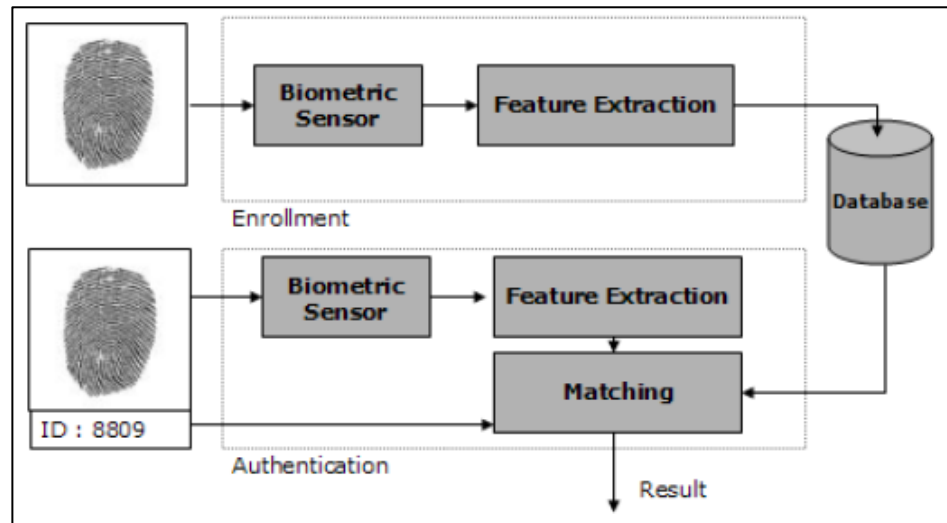 Biometric
Sensor
Feature Extraction
Database
Enrollment
Biometric
Sensor
Feature Extraction
Matching
ID : 8809
Authentication
Result